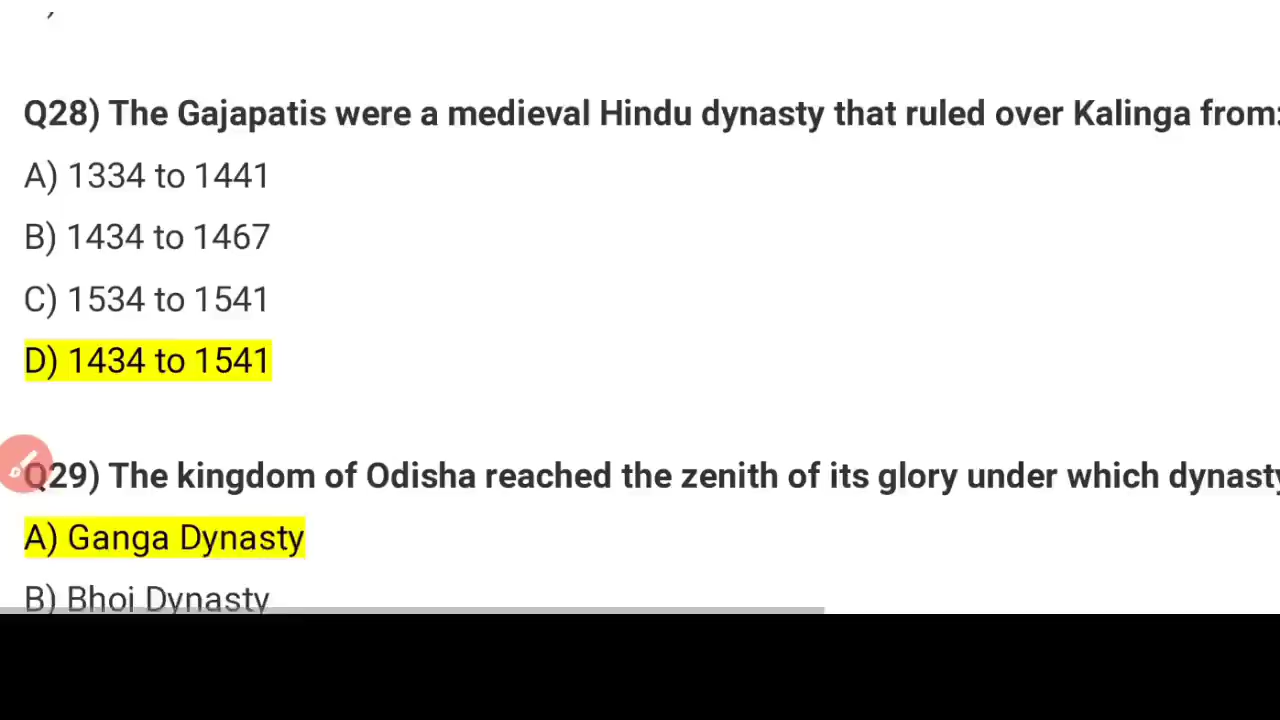 Q28) The Gajapatis were a medieval Hindu dynasty that ruled over Kalinga from:
A) 1334 to 1441
B) 1434 to 1467
C) 1534 to 1541
D) 1434 to 1541
Q29) The kingdom of Odisha reached the zenith of its glory under which dynasty
A) Ganga Dynasty
B) Bhoi Dynasty